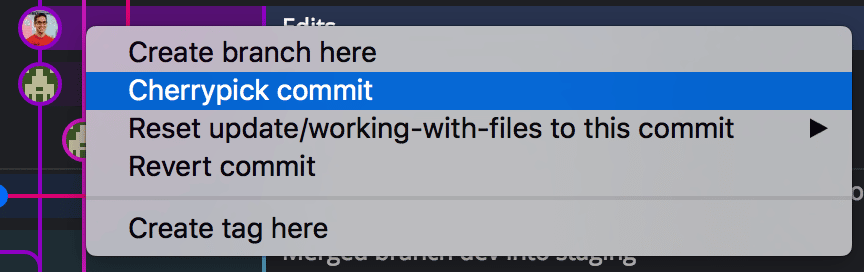 Edits
Create branch here
Cherrypick commit
Reset update/working-with-files to this commit
Revert commit
Create tag here
Merged branch dev into staging